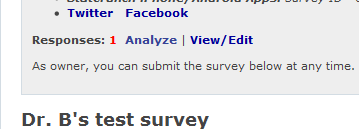 Twitter Facebook
Responses: 1 Analyze | View/Edit
As owner, you can submit the survey below at any time.
Dr. B's test survey